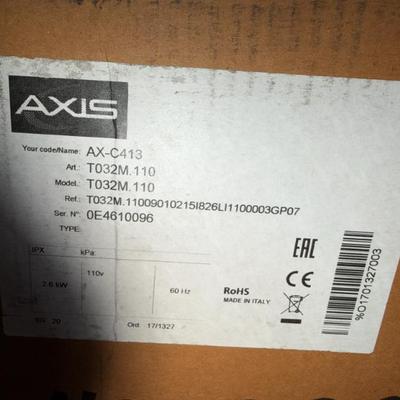 AXIS
Your code/Name: AX-C413
Art.: T032M.110
Model.: T032M.110
Ref.: T032M.11009010215I826LI1100003GP07
Ser. N°: 0E4610096
TYPE:
IPX kPa:
2.6 kW 110v 60 Hz
RoHS
MADE IN ITALY
EAC
CE
20 Ord. 17/1327
%O1701327003